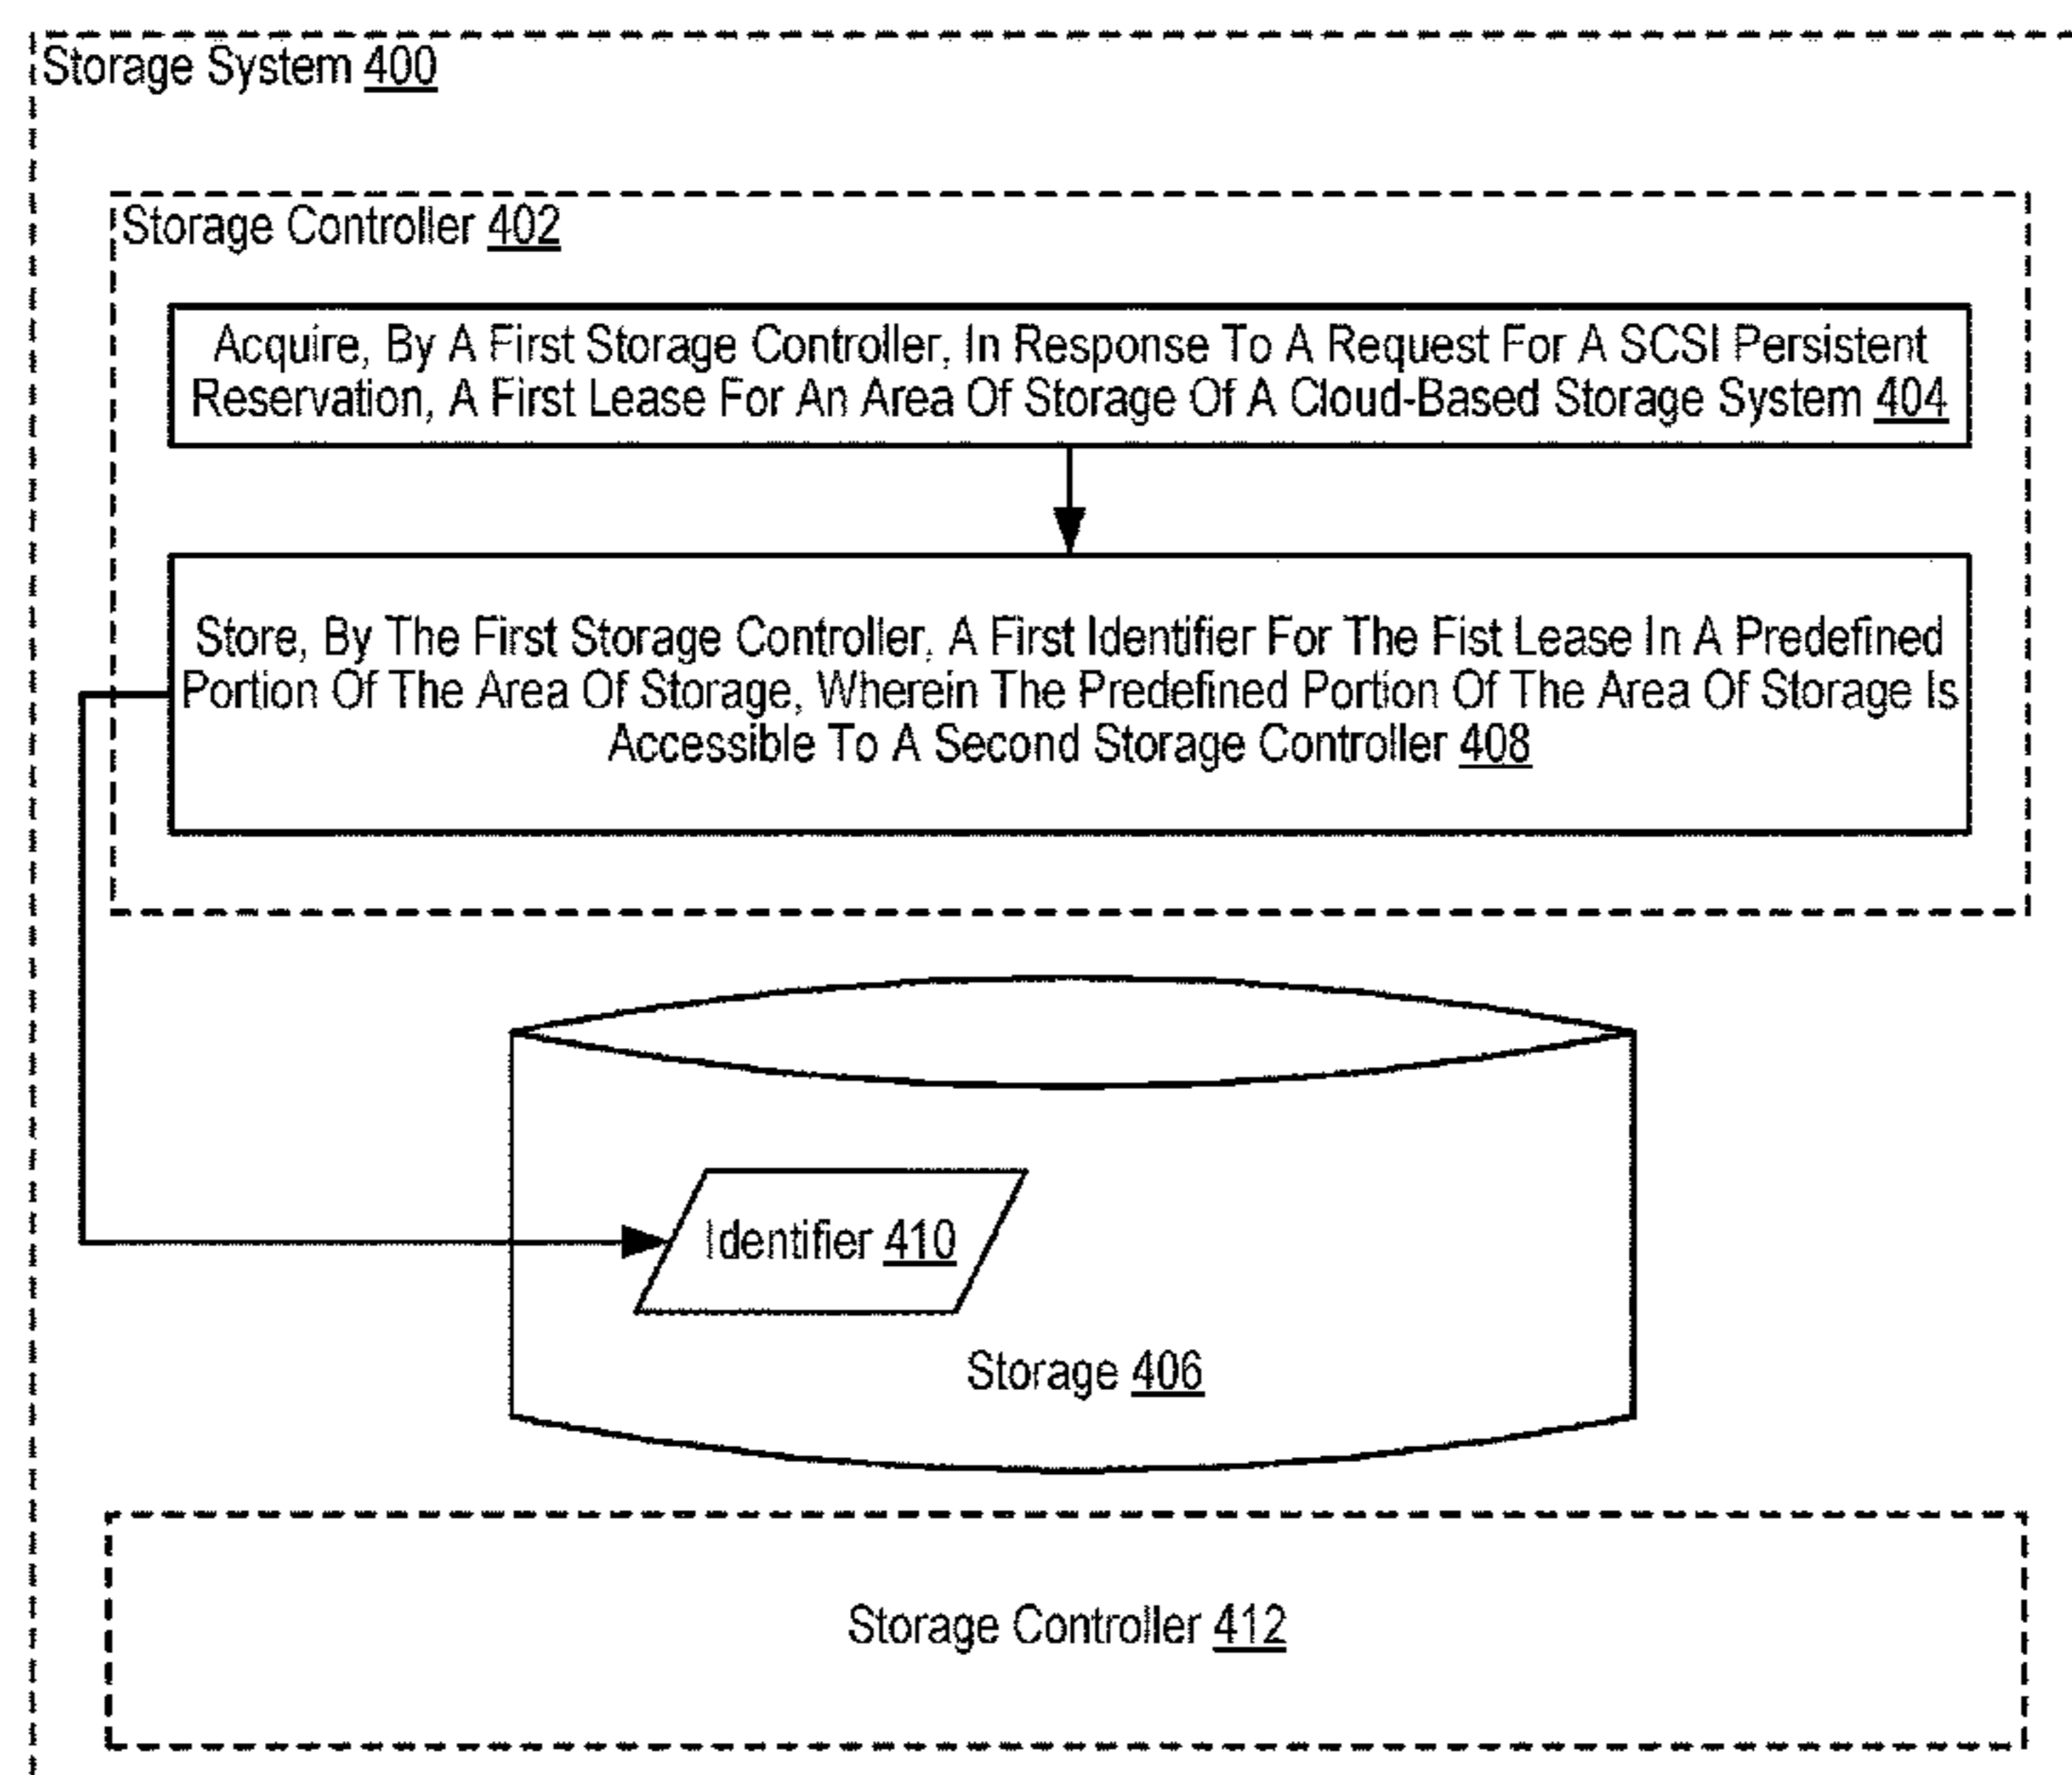 Storage System 400
Storage Controller 402
Acquire, By A First Storage Controller, In Response To A Request For A SCSI Persistent
Reservation, A First Lease For An Area Of Storage Of A Cloud-Based Storage System 404
Store, By The First Storage Controller, A First Identifier For The Fist Lease In A Predefined
Portion Of The Area Of Storage, Wherein The Predefined Portion Of The Area Of Storage Is
Accessible To A Second Storage Controller 408
Identifier 410
Storage 406
Storage Controller 412